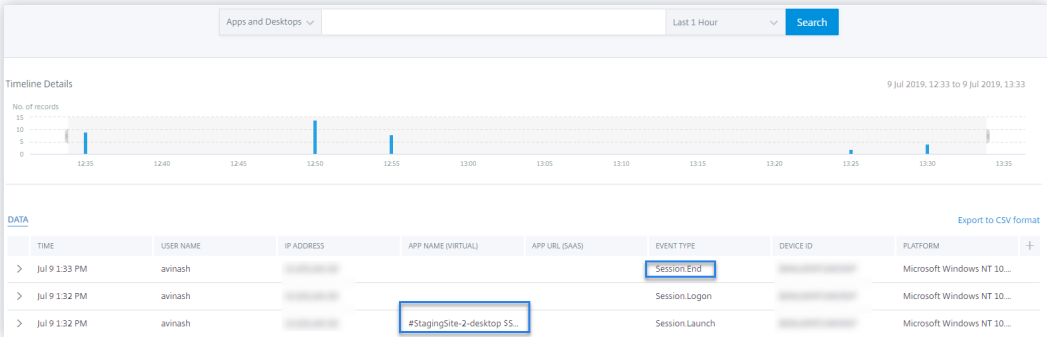 Apps and Desktops Last 1 Hour Search
Timeline Details 9 Jul 2019, 12:33 to 9 Jul 2019, 13:33
No. of records
15
10
5
0
12:35 12:40 12:45 12:50 12:55 13:00 13:05 13:10 13:15 13:20 13:25 13:30 13:35
DATA Export to CSV format
TIME USER NAME IP ADDRESS APP NAME (VIRTUAL) APP URL (SAAS) EVENT TYPE DEVICE ID PLATFORM +
Jul 9 1:33 PM avinash Session.End Microsoft Windows NT 10....
Jul 9 1:32 PM avinash Session.Logon Microsoft Windows NT 10....
Jul 9 1:32 PM avinash #StagingSite-2-desktop SS... Session.Launch Microsoft Windows NT 10....